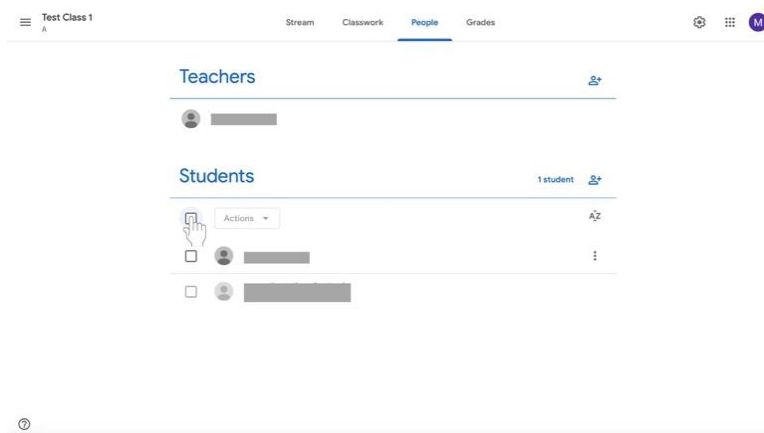 Test Class 1
A
Stream Classwork People Grades
M
Teachers
Students
1 student
Actions
AZ